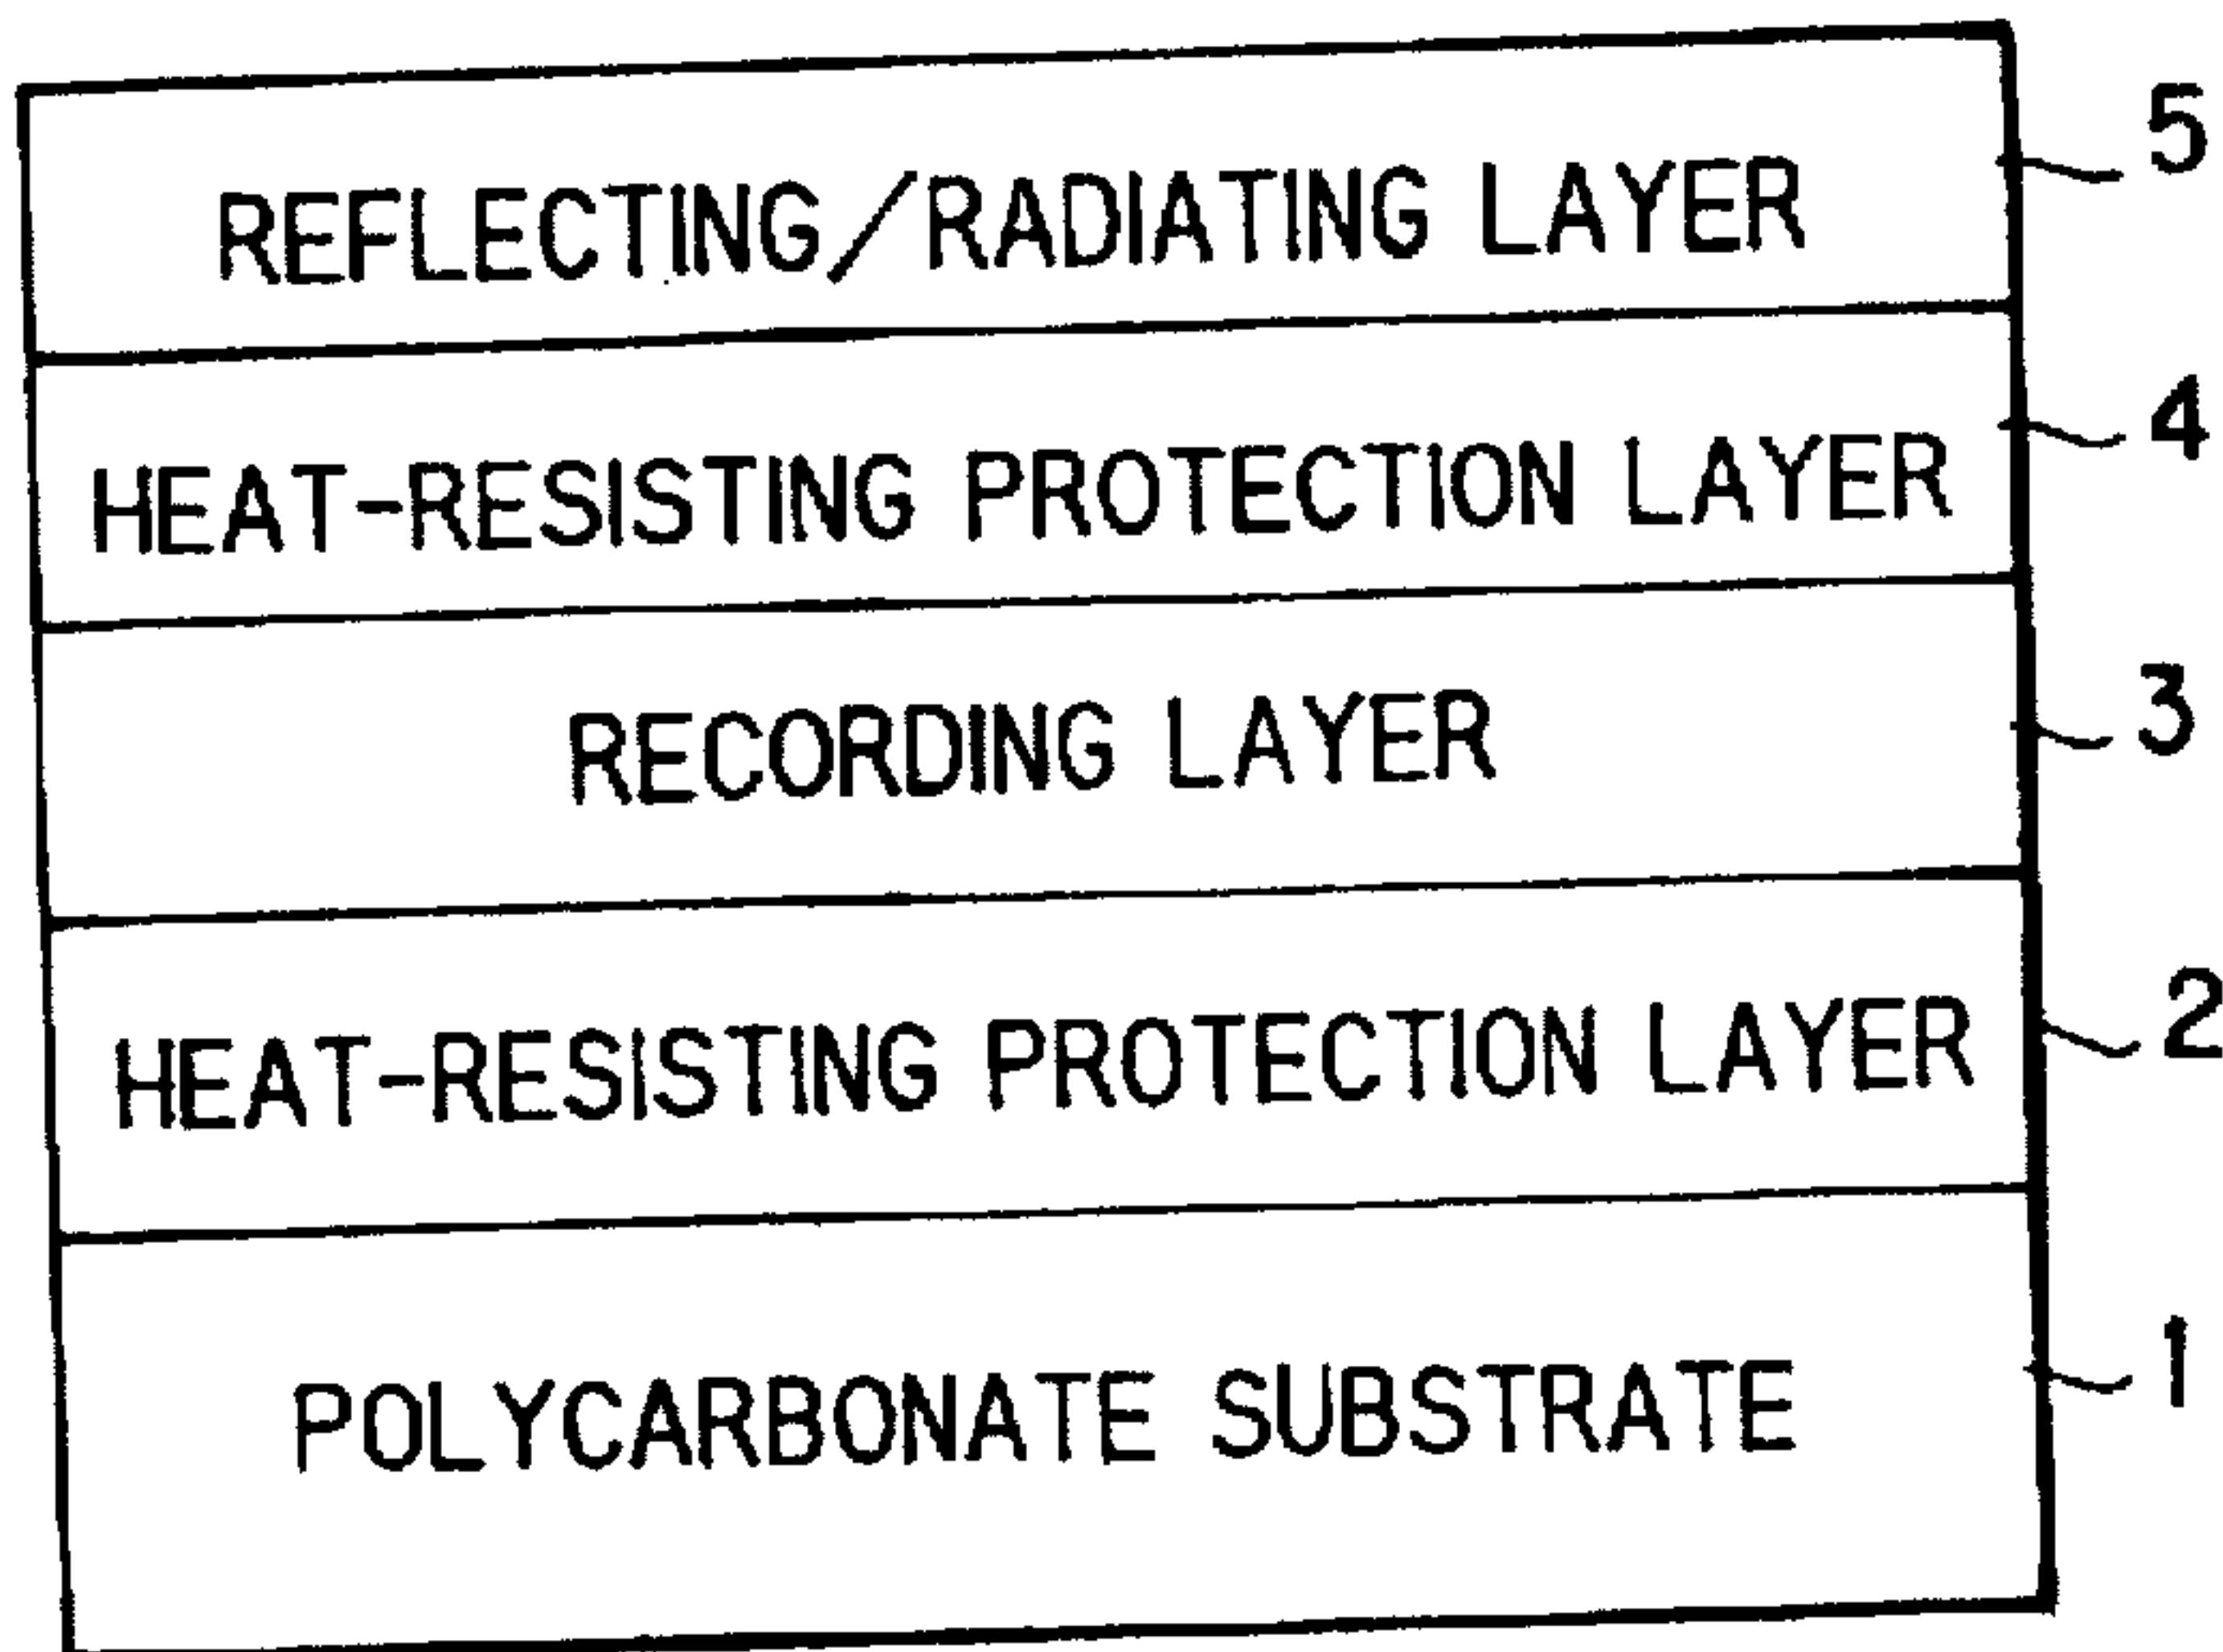 REFLECTING/RADIATING LAYER 5
HEAT-RESISTING PROTECTION LAYER 4
RECORDING LAYER 3
HEAT-RESISTING PROTECTION LAYER 2
POLYCARBONATE SUBSTRATE 1